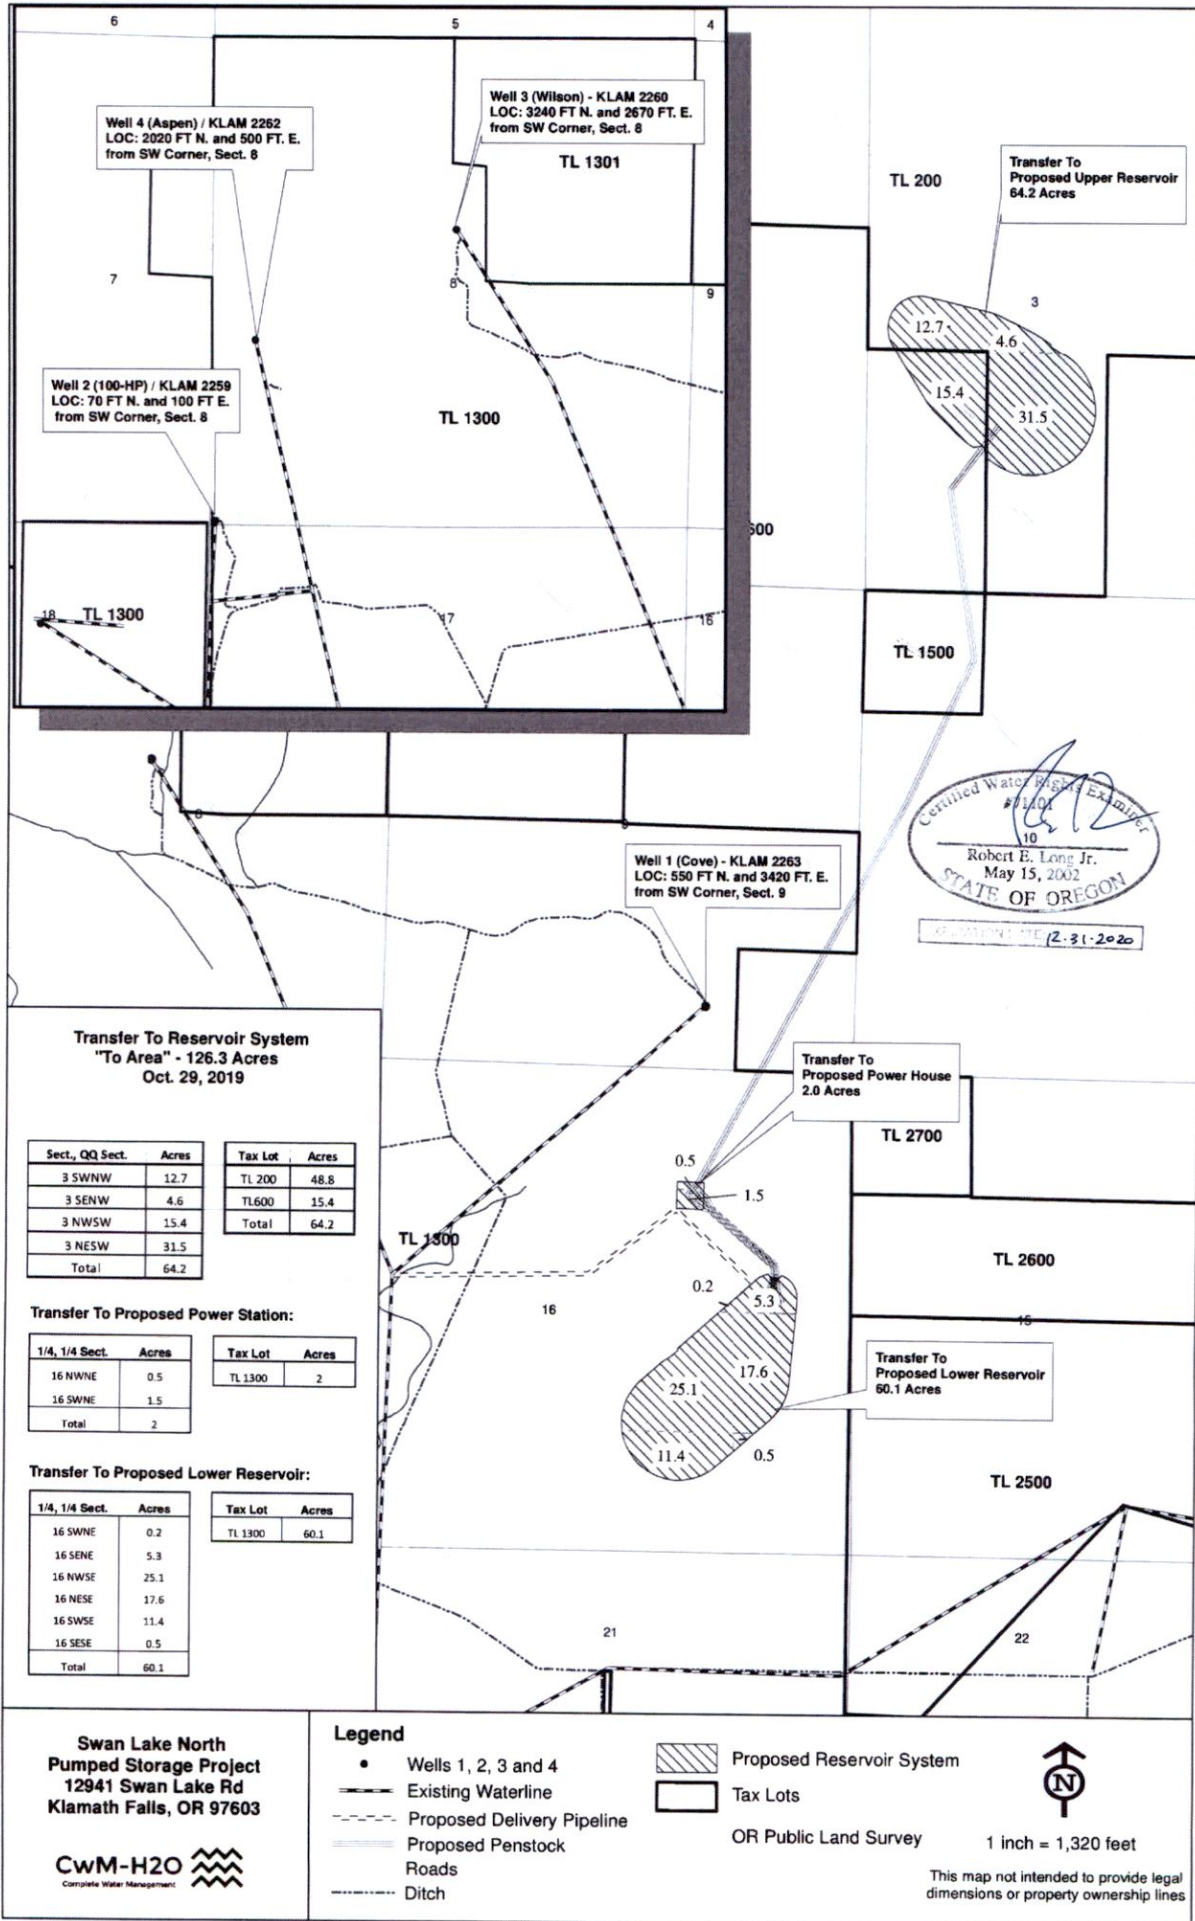 6
5
4
Well 4 (Aspen) / KLAM 2262
LOC: 2020 FT N. and 500 FT. E.
from SW Corner, Sect. 8
Well 3 (Wilson) - KLAM 2260
LOC: 3240 FT N. and 2670 FT. E.
from SW Corner, Sect. 8
TL 1301
7
8
9
Well 2 (100-HP) / KLAM 2259
LOC: 70 FT N. and 100 FT E.
from SW Corner, Sect. 8
TL 1300
18
TL 1300
17
16
TL 200
Transfer To
Proposed Upper Reservoir
64.2 Acres
3
12.7
4.6
15.4
31.5
600
TL 1500
Certified Water Rights Examiner
10
Robert E. Long Jr.
May 15, 2002
STATE OF OREGON
12-31-2020
8
9
Well 1 (Cove) - KLAM 2263
LOC: 550 FT N. and 3420 FT. E.
from SW Corner, Sect. 9
Transfer To
Proposed Power House
2.0 Acres
TL 2700
0.5
1.5
TL 1300
TL 2600
16
0.2
5.3
15
17.6
25.1
Transfer To
Proposed Lower Reservoir
60.1 Acres
11.4
0.5
TL 2500
21
22
Transfer To Reservoir System
"To Area" - 126.3 Acres
Oct. 29, 2019
Sect., QQ Sect. Acres
3 SWNW 12.7
3 SENW 4.6
3 NWSW 15.4
3 NESW 31.5
Total 64.2
Tax Lot Acres
TL 200 48.8
TL600 15.4
Total 64.2
Transfer To Proposed Power Station:
1/4, 1/4 Sect. Acres
16 NWNE 0.5
16 SWNE 1.5
Total 2
Tax Lot Acres
TL 1300 2
Transfer To Proposed Lower Reservoir:
1/4, 1/4 Sect. Acres
16 SWNE 0.2
16 SENE 5.3
16 NWSE 25.1
16 NESE 17.6
16 SWSE 11.4
16 SESE 0.5
Total 60.1
Tax Lot Acres
TL 1300 60.1
Swan Lake North
Pumped Storage Project
12941 Swan Lake Rd
Klamath Falls, OR 97603
CwM-H2O
Complete Water Management
Legend
Wells 1, 2, 3 and 4
Existing Waterline
Proposed Delivery Pipeline
Proposed Penstock
Roads
Ditch
Proposed Reservoir System
Tax Lots
OR Public Land Survey
N
1 inch = 1,320 feet
This map not intended to provide legal
dimensions or property ownership lines